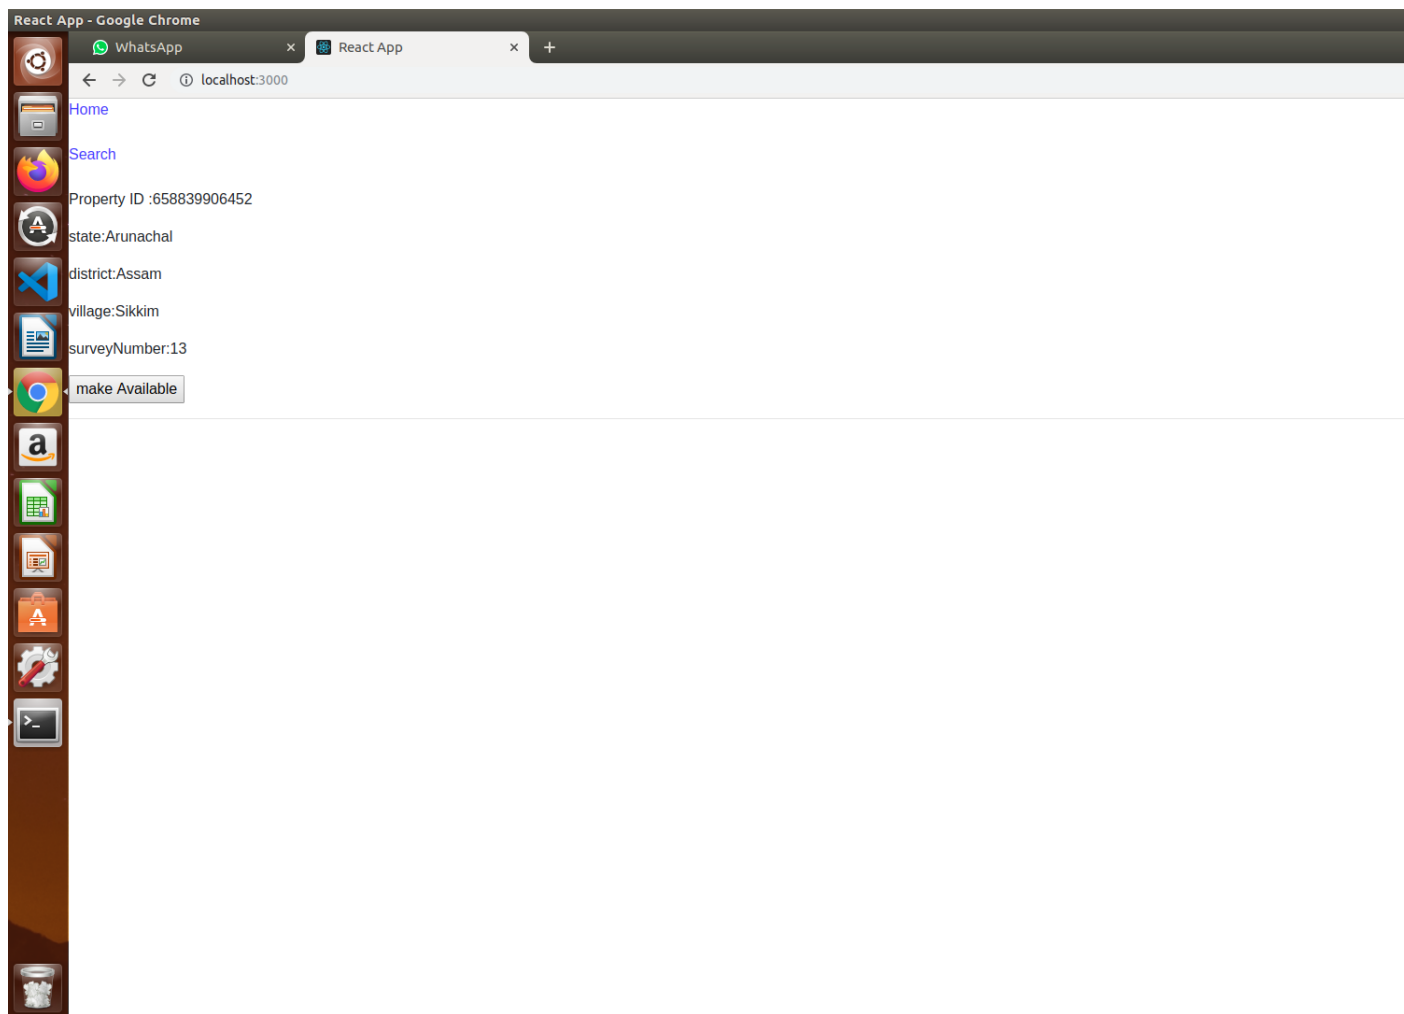 React App - Google Chrome
WhatsApp
React App
localhost:3000
Home
Search
Property ID :658839906452
state:Arunachal
district:Assam
village:Sikkim
surveyNumber:13
make Available